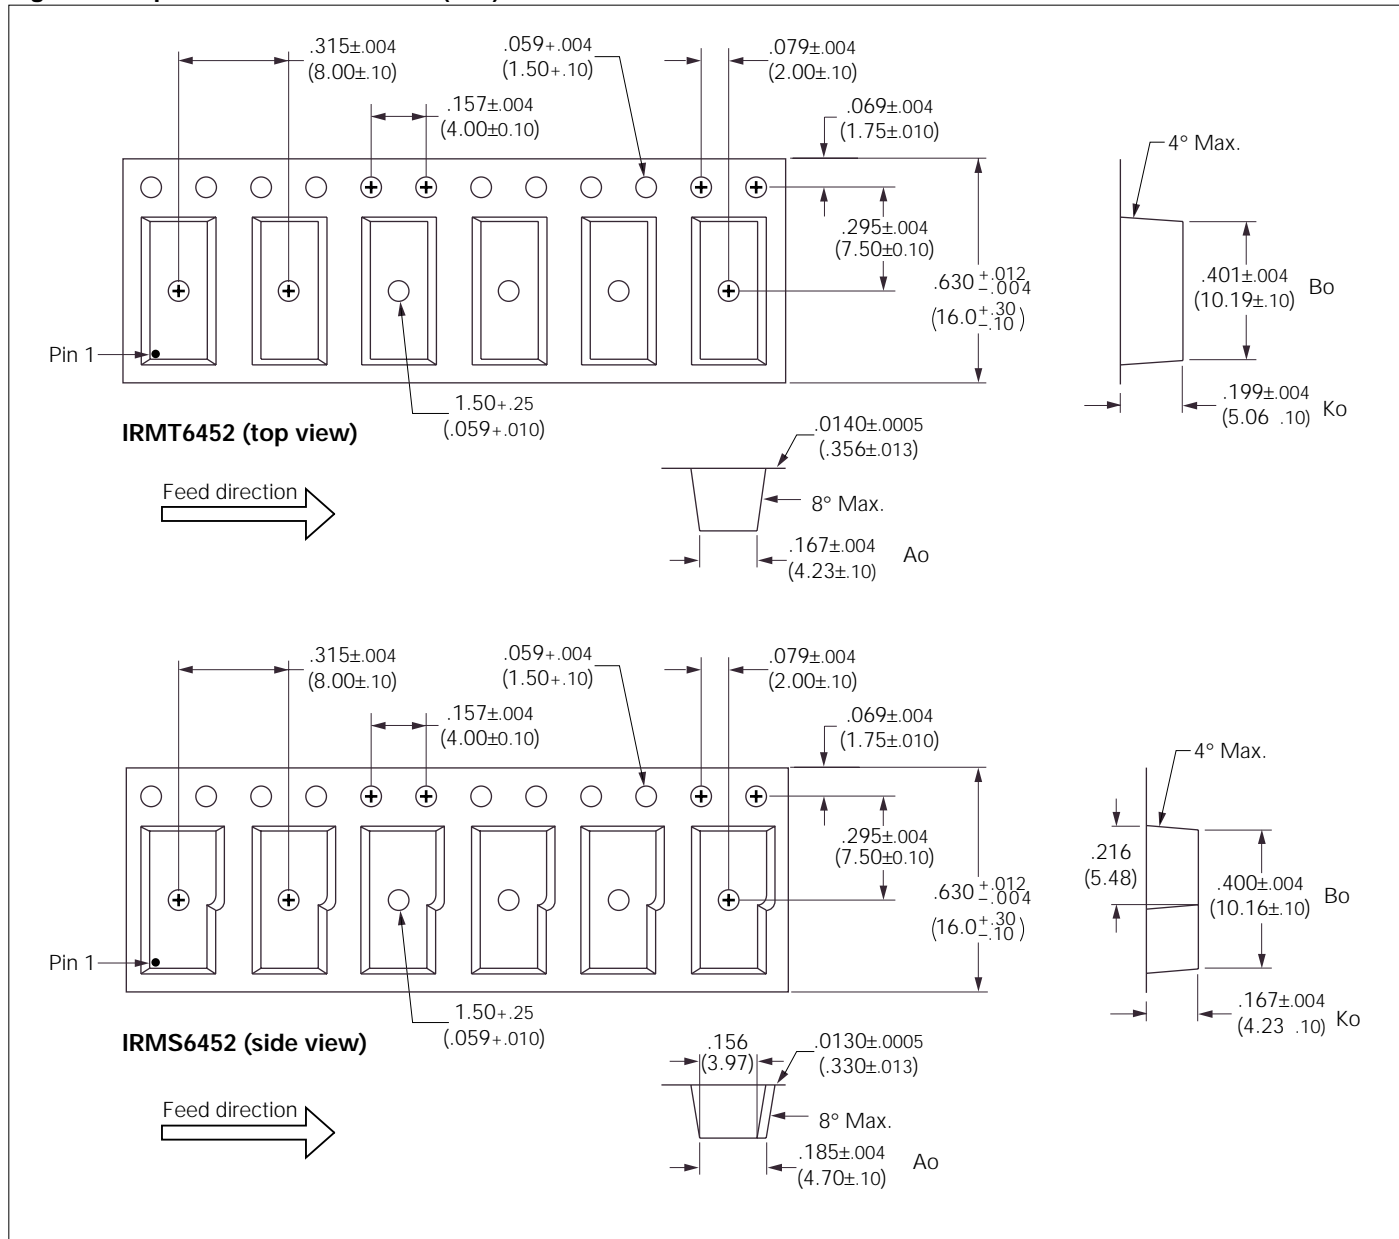 .315±.004
(8.00±.10)
.059+.004
(1.50+.10)
.079±.004
(2.00±.10)
.157±.004
(4.00±0.10)
.069±.004
(1.75±.010)
4° Max.
.295±.004
(7.50±0.10)
.630 +.012 -.004
(16.0 +.30 -.10)
.401±.004
(10.19±.10)
Bo
Pin 1
1.50+.25
(.059+.010)
.199±.004
(5.06 .10)
Ko
IRMT6452 (top view)
.0140±.0005
(.356±.013)
Feed direction
8° Max.
.167±.004
(4.23±.10)
Ao
.315±.004
(8.00±.10)
.059+.004
(1.50+.10)
.079±.004
(2.00±.10)
.157±.004
(4.00±0.10)
.069±.004
(1.75±.010)
4° Max.
.295±.004
(7.50±0.10)
.216
(5.48)
.630 +.012 -.004
(16.0 +.30 -.10)
.400±.004
(10.16±.10)
Bo
Pin 1
1.50+.25
(.059+.010)
.167±.004
(4.23 .10)
Ko
IRMS6452 (side view)
.156
(3.97)
.0130±.0005
(.330±.013)
Feed direction
8° Max.
.185±.004
(4.70±.10)
Ao